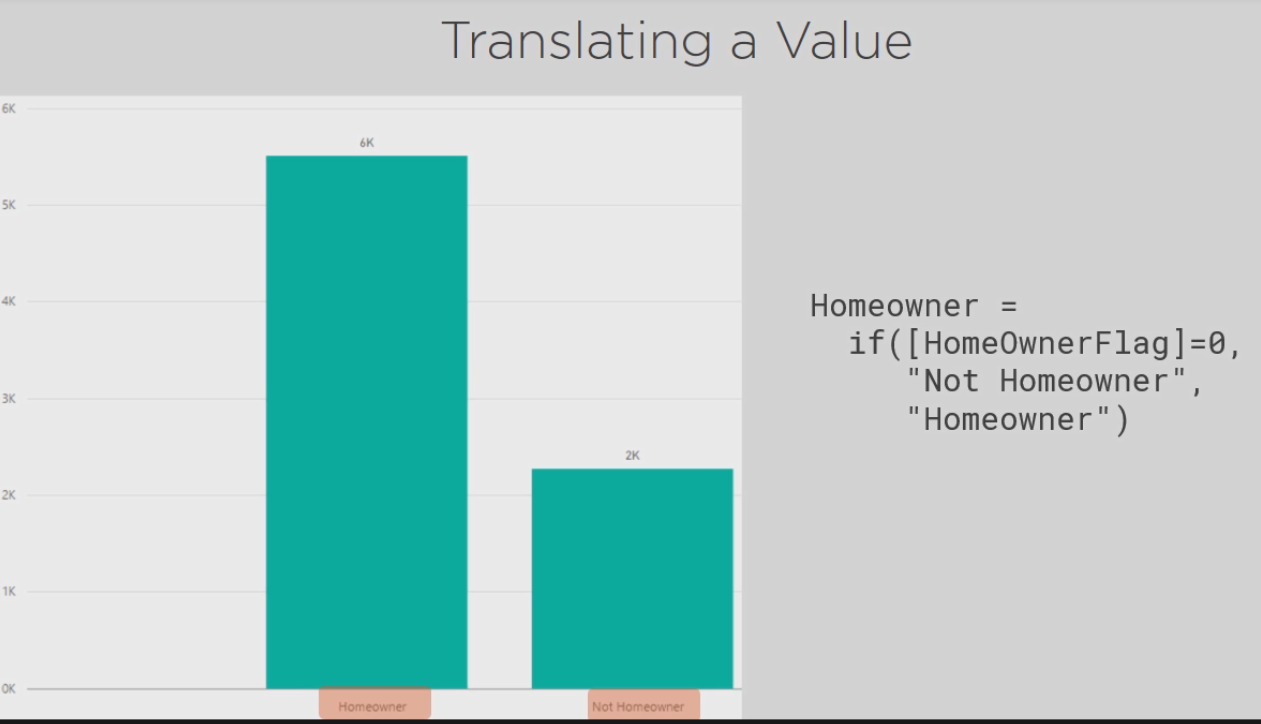 Translating a Value
6K
6K
5K
4K
3K
2K
2K
1K
0K
Homeowner
Not Homeowner
Homeowner =
if([HomeOwnerFlag]=0,
"Not Homeowner",
"Homeowner")